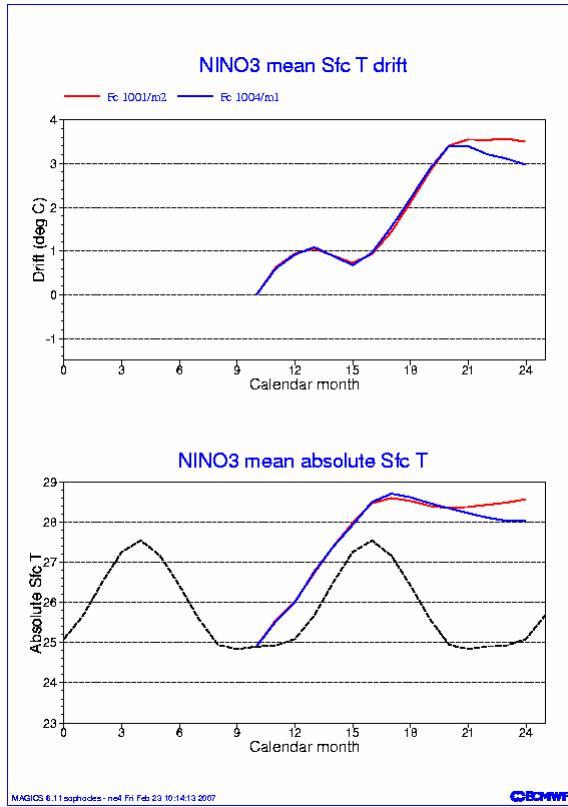 NINO3 mean Sfc T drift
Fc 1001/m2 Fc 1004/m1
4
3
2
1
0
-1
Drift (deg C)
0 3 6 9 12 15 18 21 24
Calendar month
NINO3 mean absolute Sfc T
29
28
27
26
25
24
23
Absolute Sfc T
0 3 6 9 12 15 18 21 24
Calendar month
MAGICS 6.11 sophodes - ne4 Fri Feb 23 10:14:13 2007
ECMWF